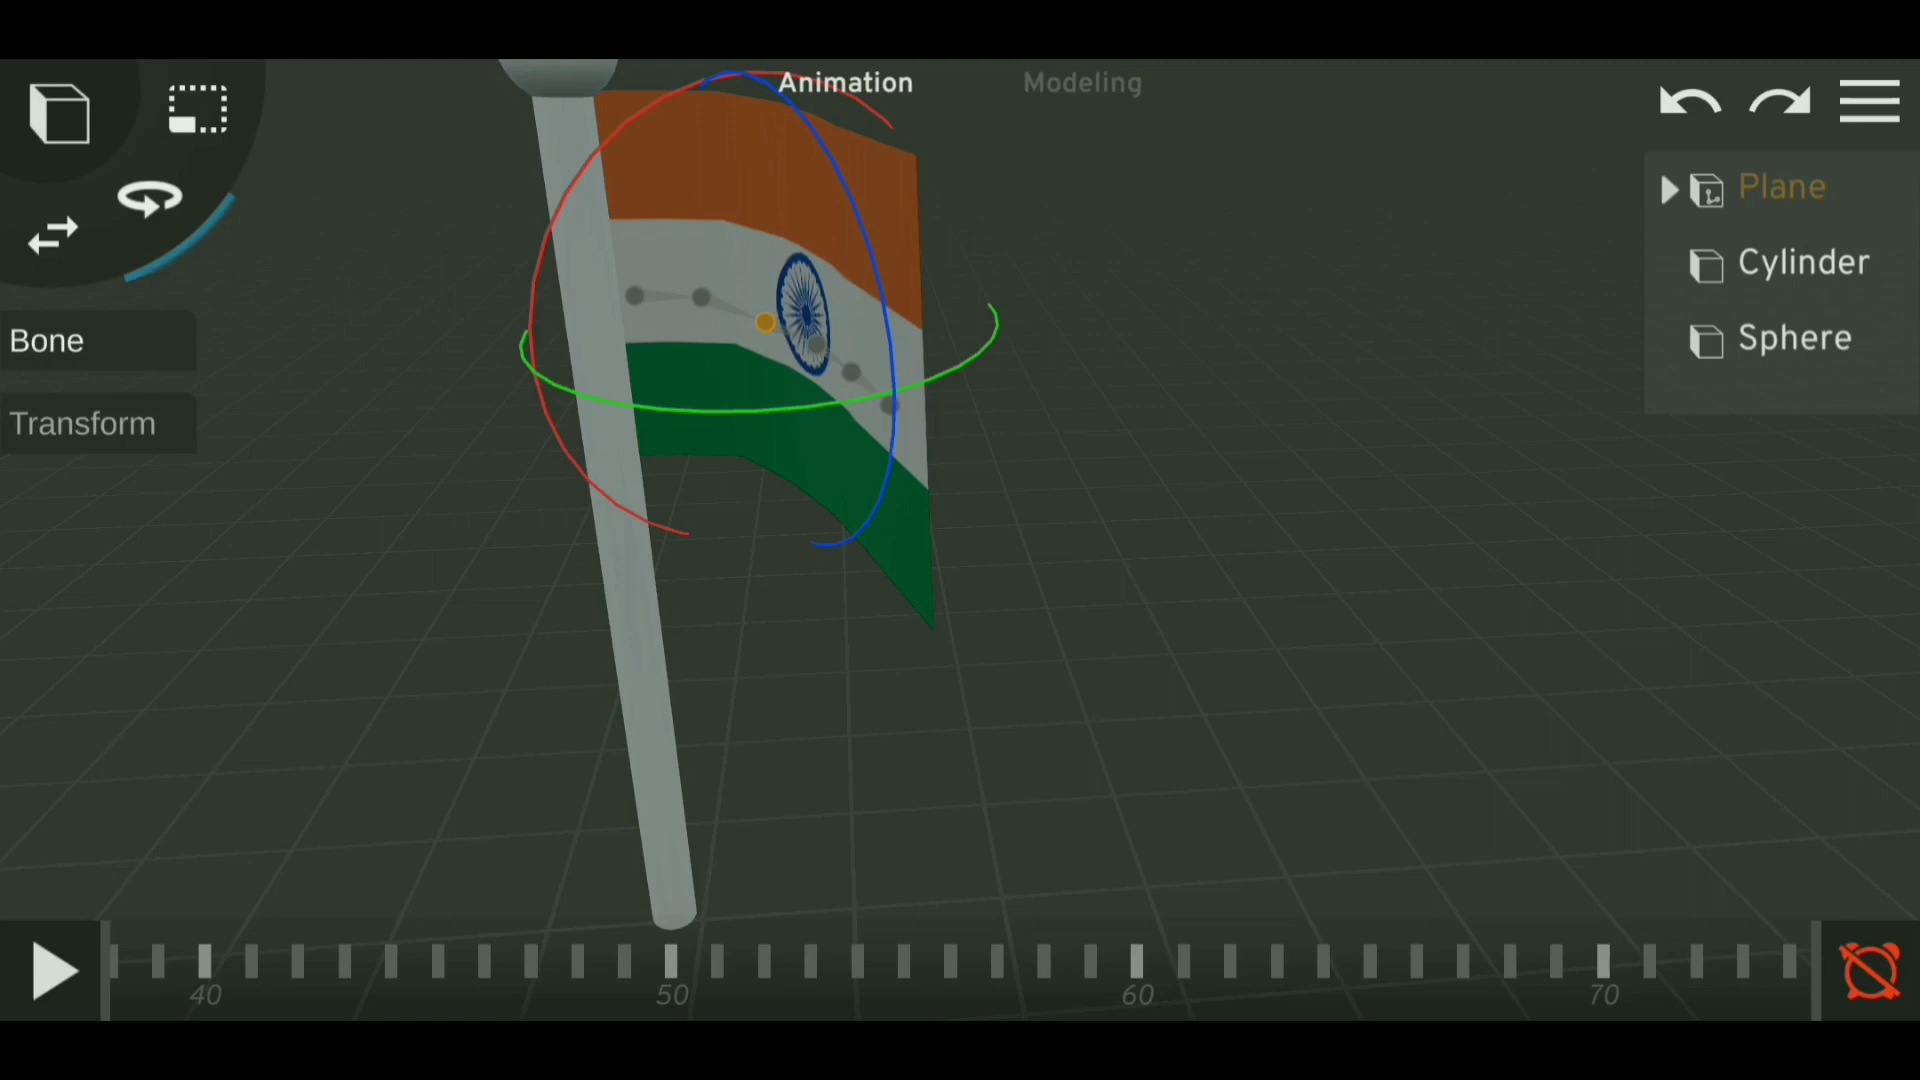 Animation Modeling
Plane
Cylinder
Sphere
Bone
Transform
40 50 60 70